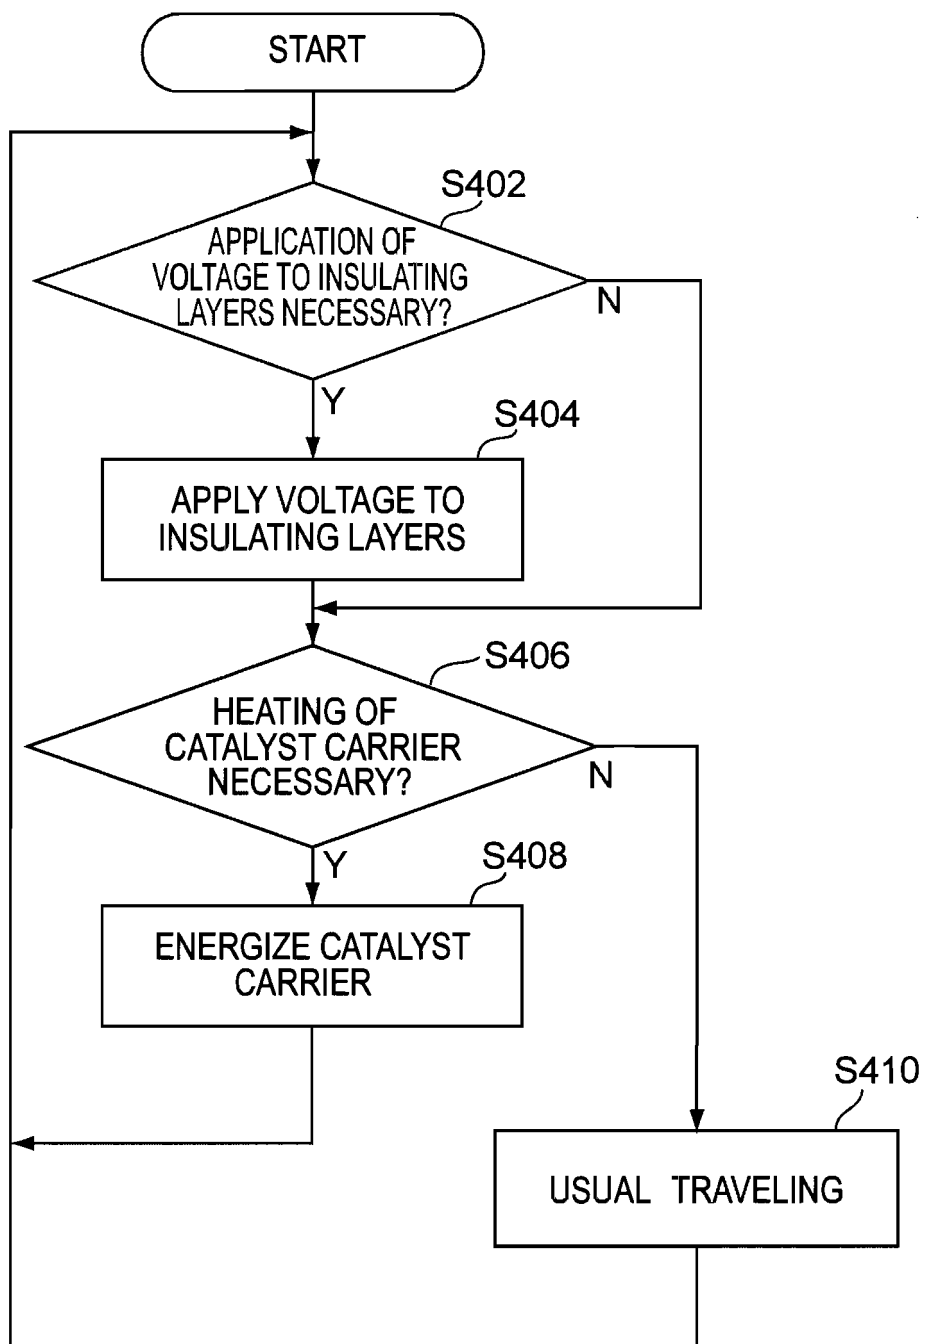 START
S402
APPLICATION OF
VOLTAGE TO INSULATING
LAYERS NECESSARY?
N
Y
S404
APPLY VOLTAGE TO
INSULATING LAYERS
S406
HEATING OF
CATALYST CARRIER
NECESSARY?
N
Y
S408
ENERGIZE CATALYST
CARRIER
S410
USUAL TRAVELING